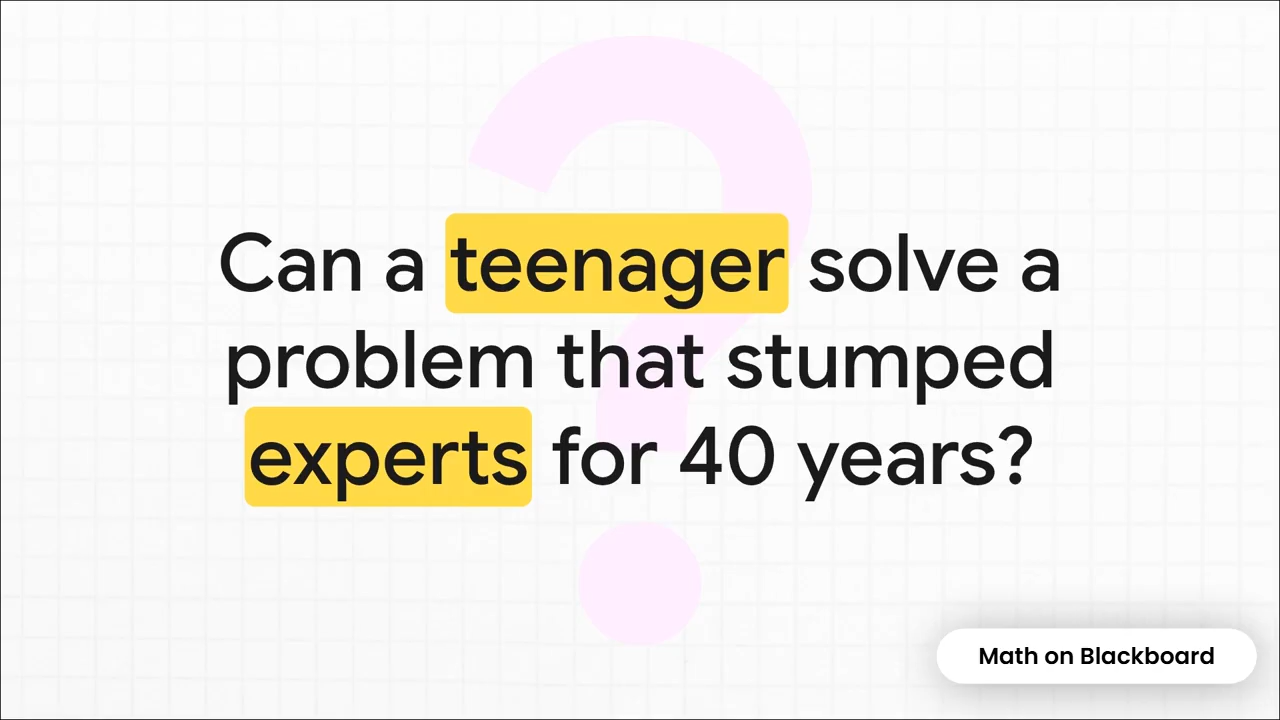 Can a teenager solve a
problem that stumped
experts for 40 years?
Math on Blackboard